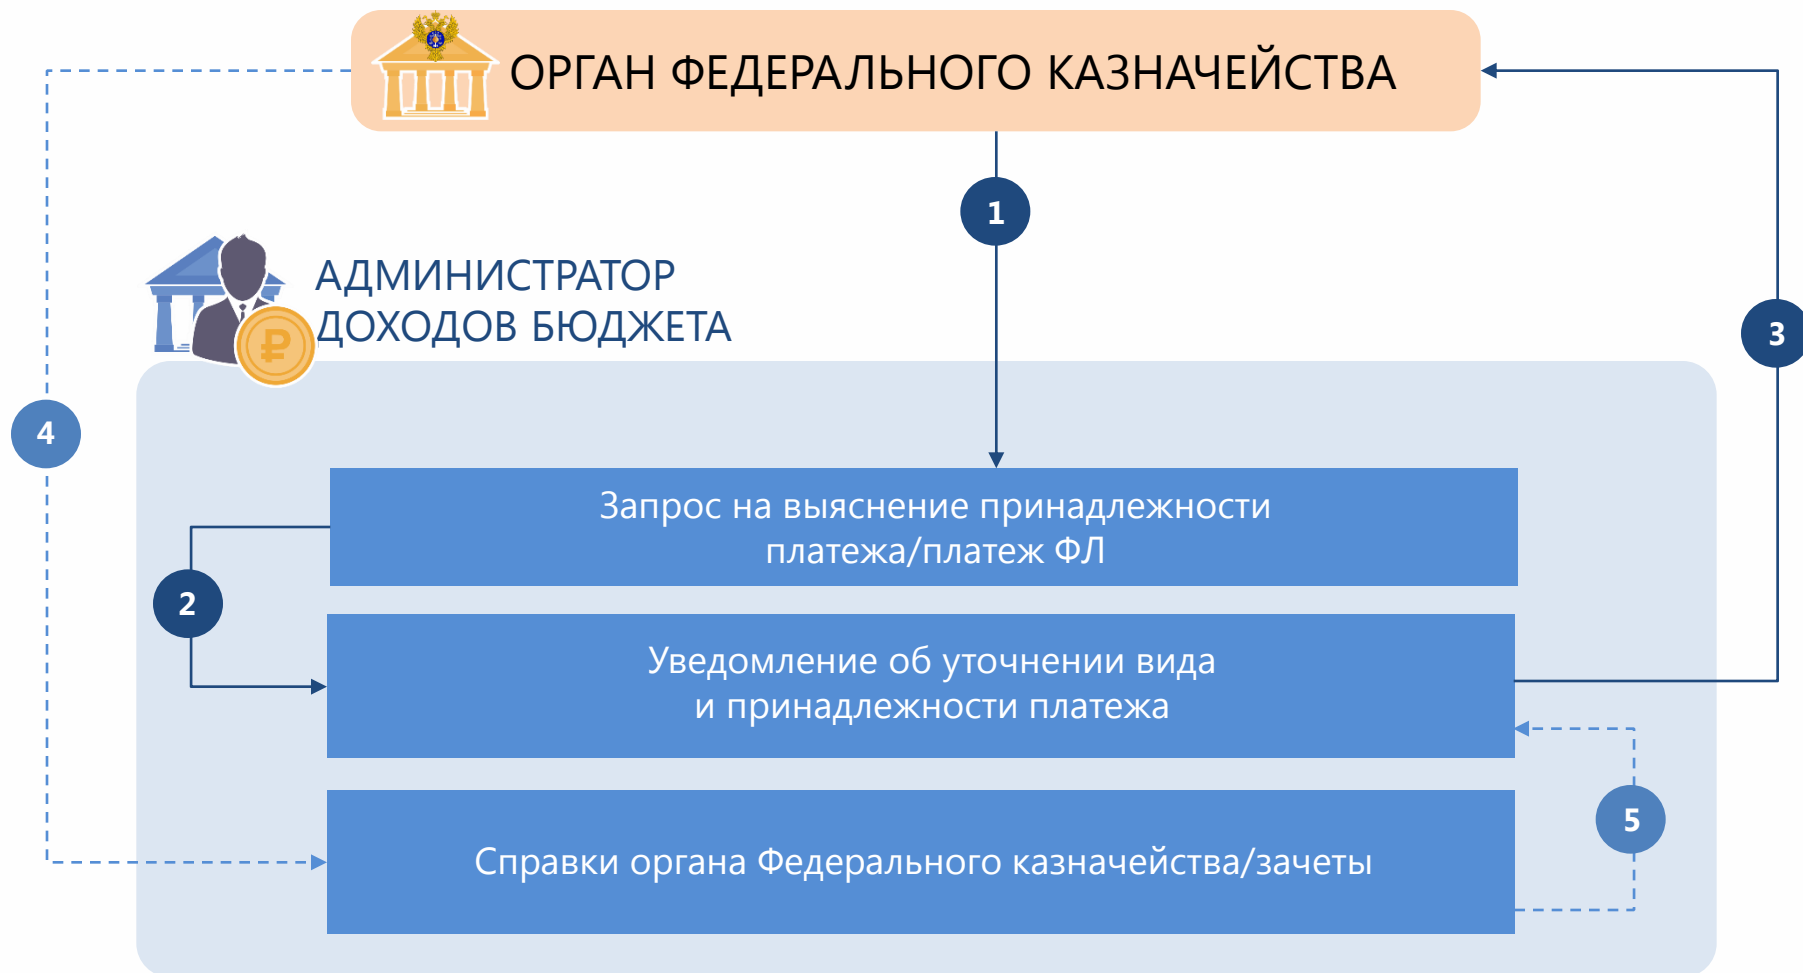 ОРГАН ФЕДЕРАЛЬНОГО КАЗНАЧЕЙСТВА
1
АДМИНИСТРАТОР
ДОХОДОВ БЮДЖЕТА
3
4
Запрос на выяснение принадлежности
платежа/платеж ФЛ
2
Уведомление об уточнении вида
и принадлежности платежа
5
Справки органа Федерального казначейства/зачеты